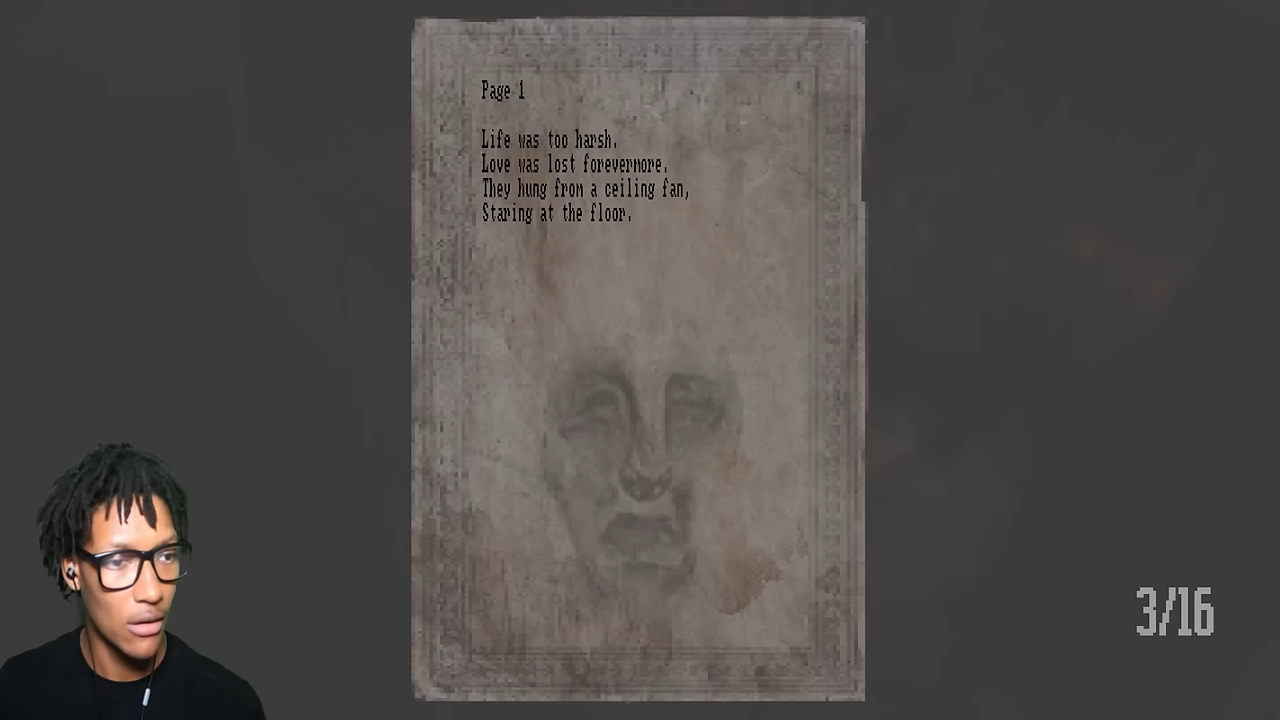 Page 1
Life was too harsh.
Love was lost forevermore.
They hung from a ceiling fan,
Staring at the floor.
3/16